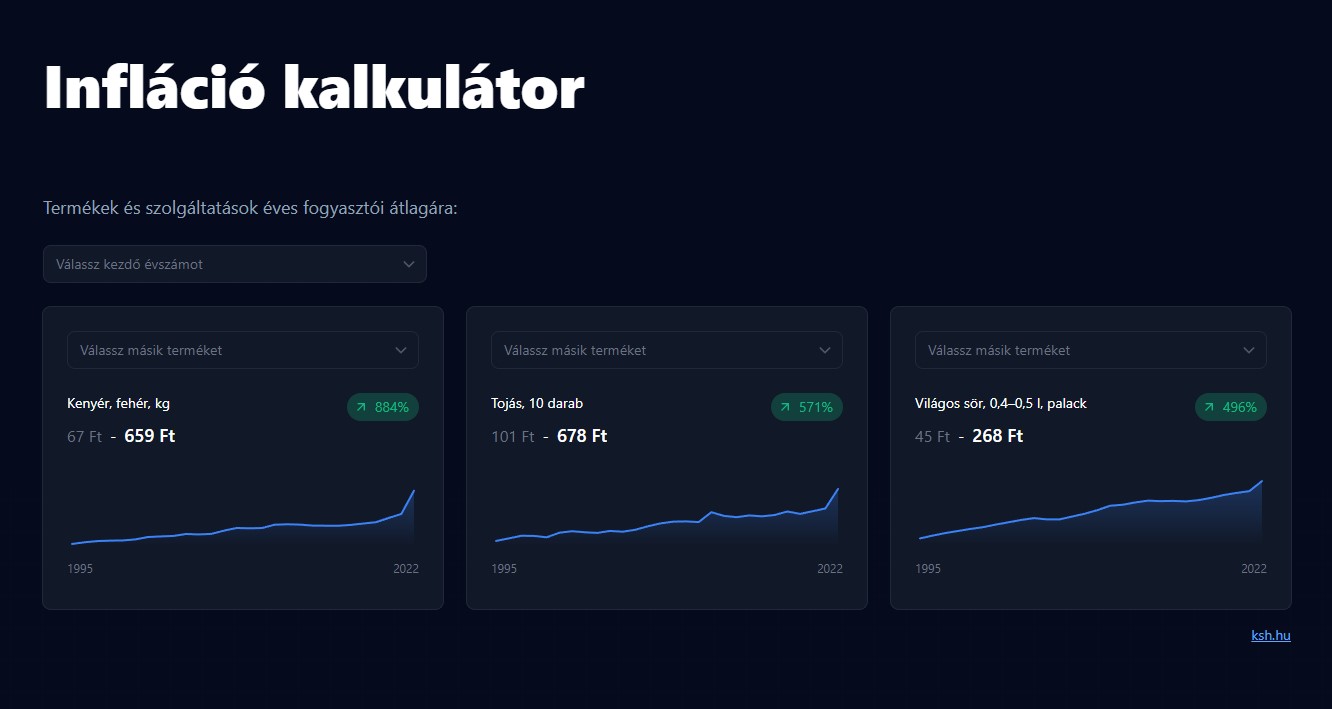 Infláció kalkulátor
Termékek és szolgáltatások éves fogyasztói átlagára:
Válassz kezdő évszámot
Válassz másik terméket
Kenyér, fehér, kg
884%
67 Ft - 659 Ft
1995 2022
Válassz másik terméket
Tojás, 10 darab
571%
101 Ft - 678 Ft
1995 2022
Válassz másik terméket
Világos sör, 0,4–0,5 l, palack
496%
45 Ft - 268 Ft
1995 2022
ksh.hu